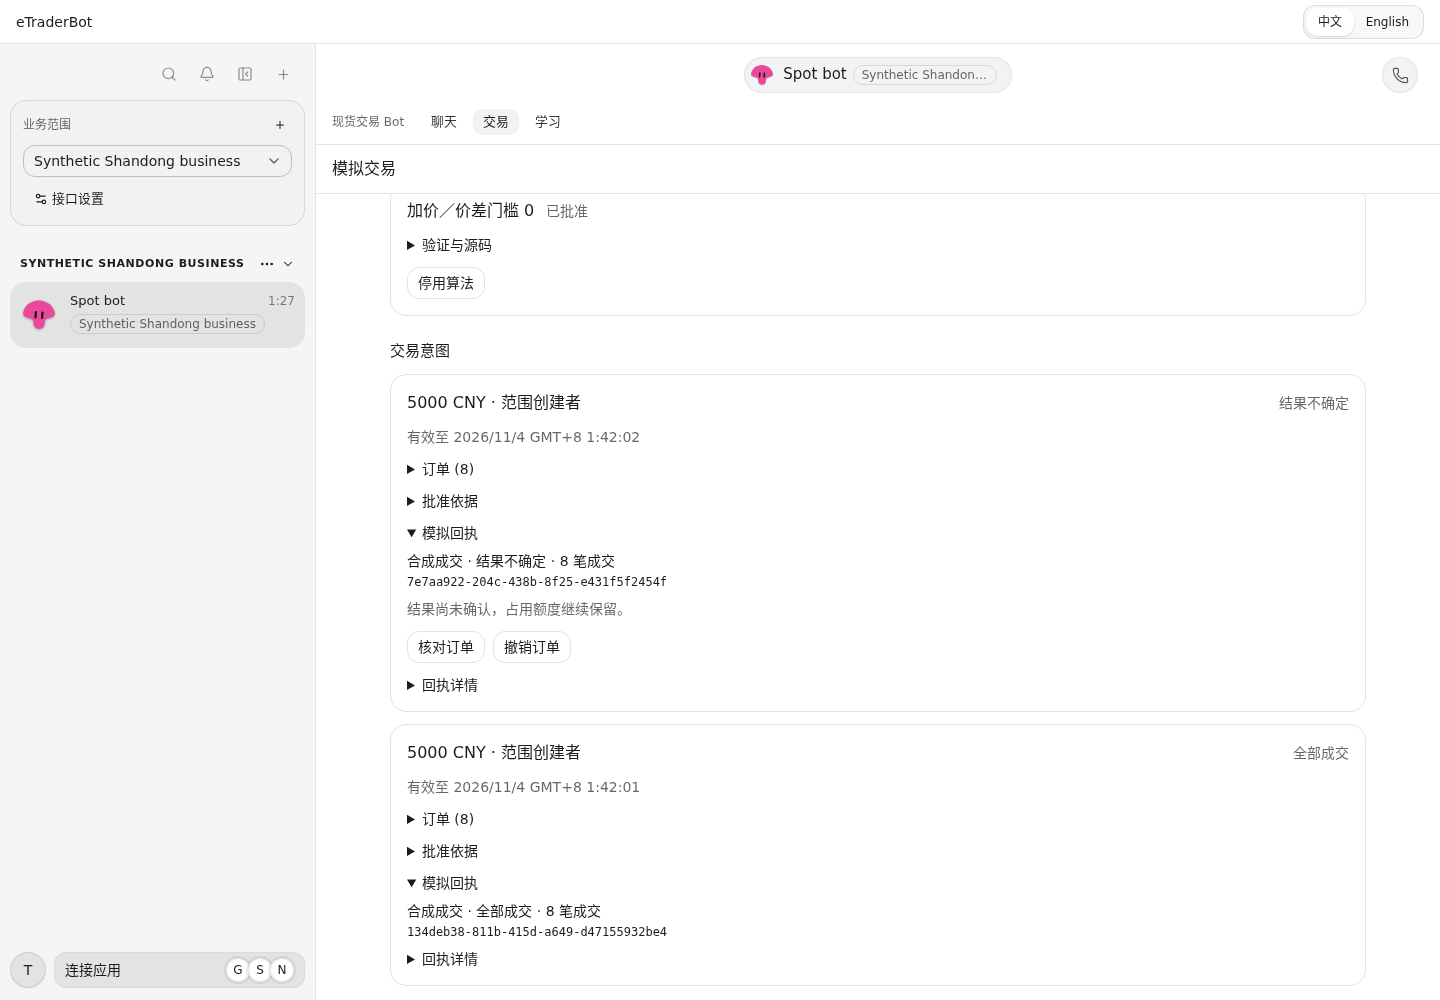 eTraderBot
中文 English
业务范围
Synthetic Shandong business
接口设置
SYNTHETIC SHANDONG BUSINESS
Spot bot 1:27
Synthetic Shandong business
T
连接应用
G S N
Spot bot Synthetic Shandon...
现货交易 Bot 聊天 交易 学习
模拟交易
加价／价差门槛 0 已批准
验证与源码
停用算法
交易意图
5000 CNY · 范围创建者 结果不确定
有效至 2026/11/4 GMT+8 1:42:02
订单 (8)
批准依据
模拟回执
合成成交 · 结果不确定 · 8 笔成交
7e7aa922-204c-438b-8f25-e431f5f2454f
结果尚未确认，占用额度继续保留。
核对订单 撤销订单
回执详情
5000 CNY · 范围创建者 全部成交
有效至 2026/11/4 GMT+8 1:42:01
订单 (8)
批准依据
模拟回执
合成成交 · 全部成交 · 8 笔成交
134deb38-811b-415d-a649-d47155932be4
回执详情